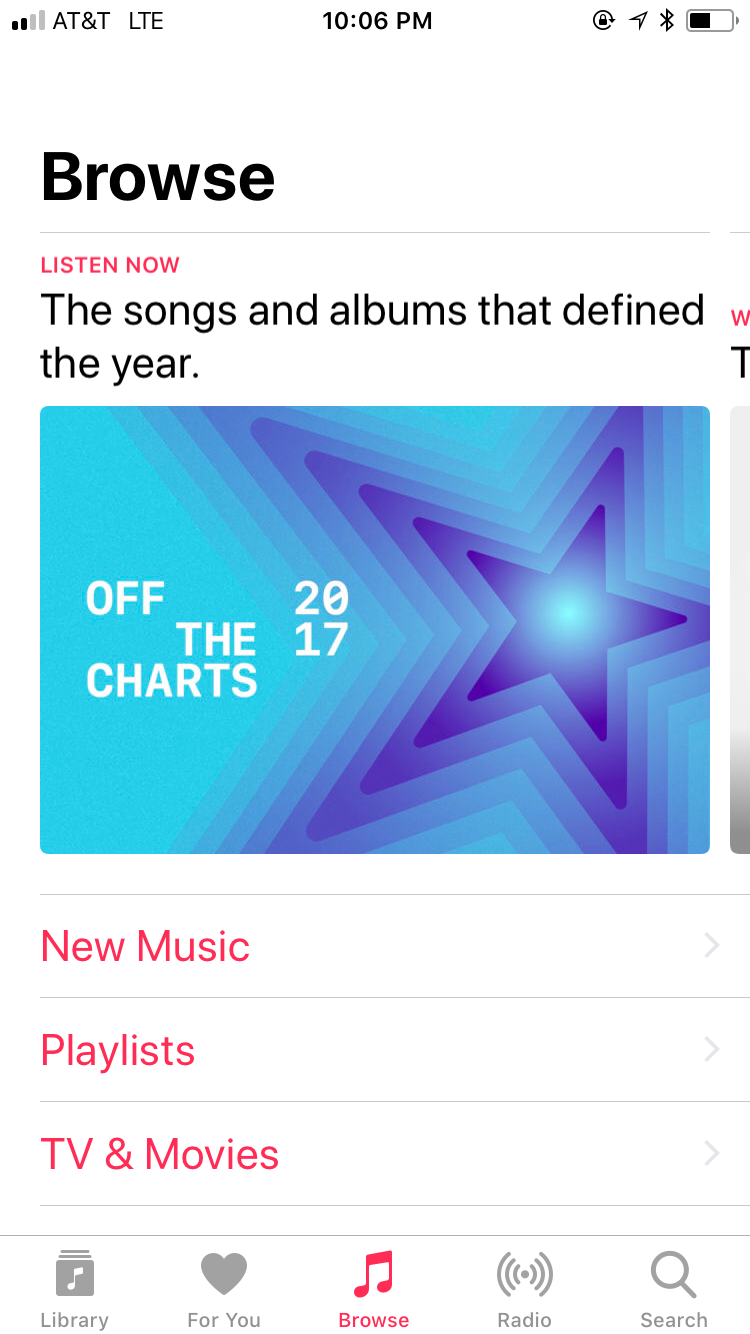 AT&T LTE 10:06 PM
Browse
LISTEN NOW
The songs and albums that defined
the year.
W
T
OFF 20
THE 17
CHARTS
New Music
Playlists
TV & Movies
Library For You Browse Radio Search